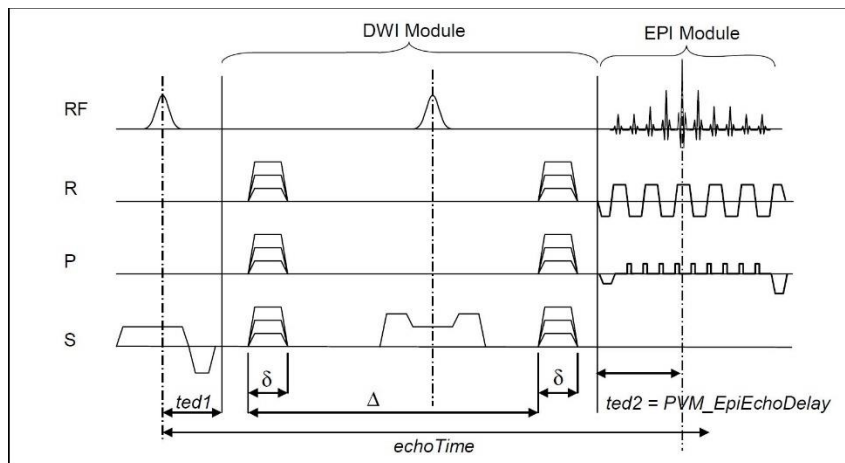 DWI Module
EPI Module
RF
R
P
S
δ
δ
ted1
Δ
ted2 = PVM_EpiEchoDelay
echoTime